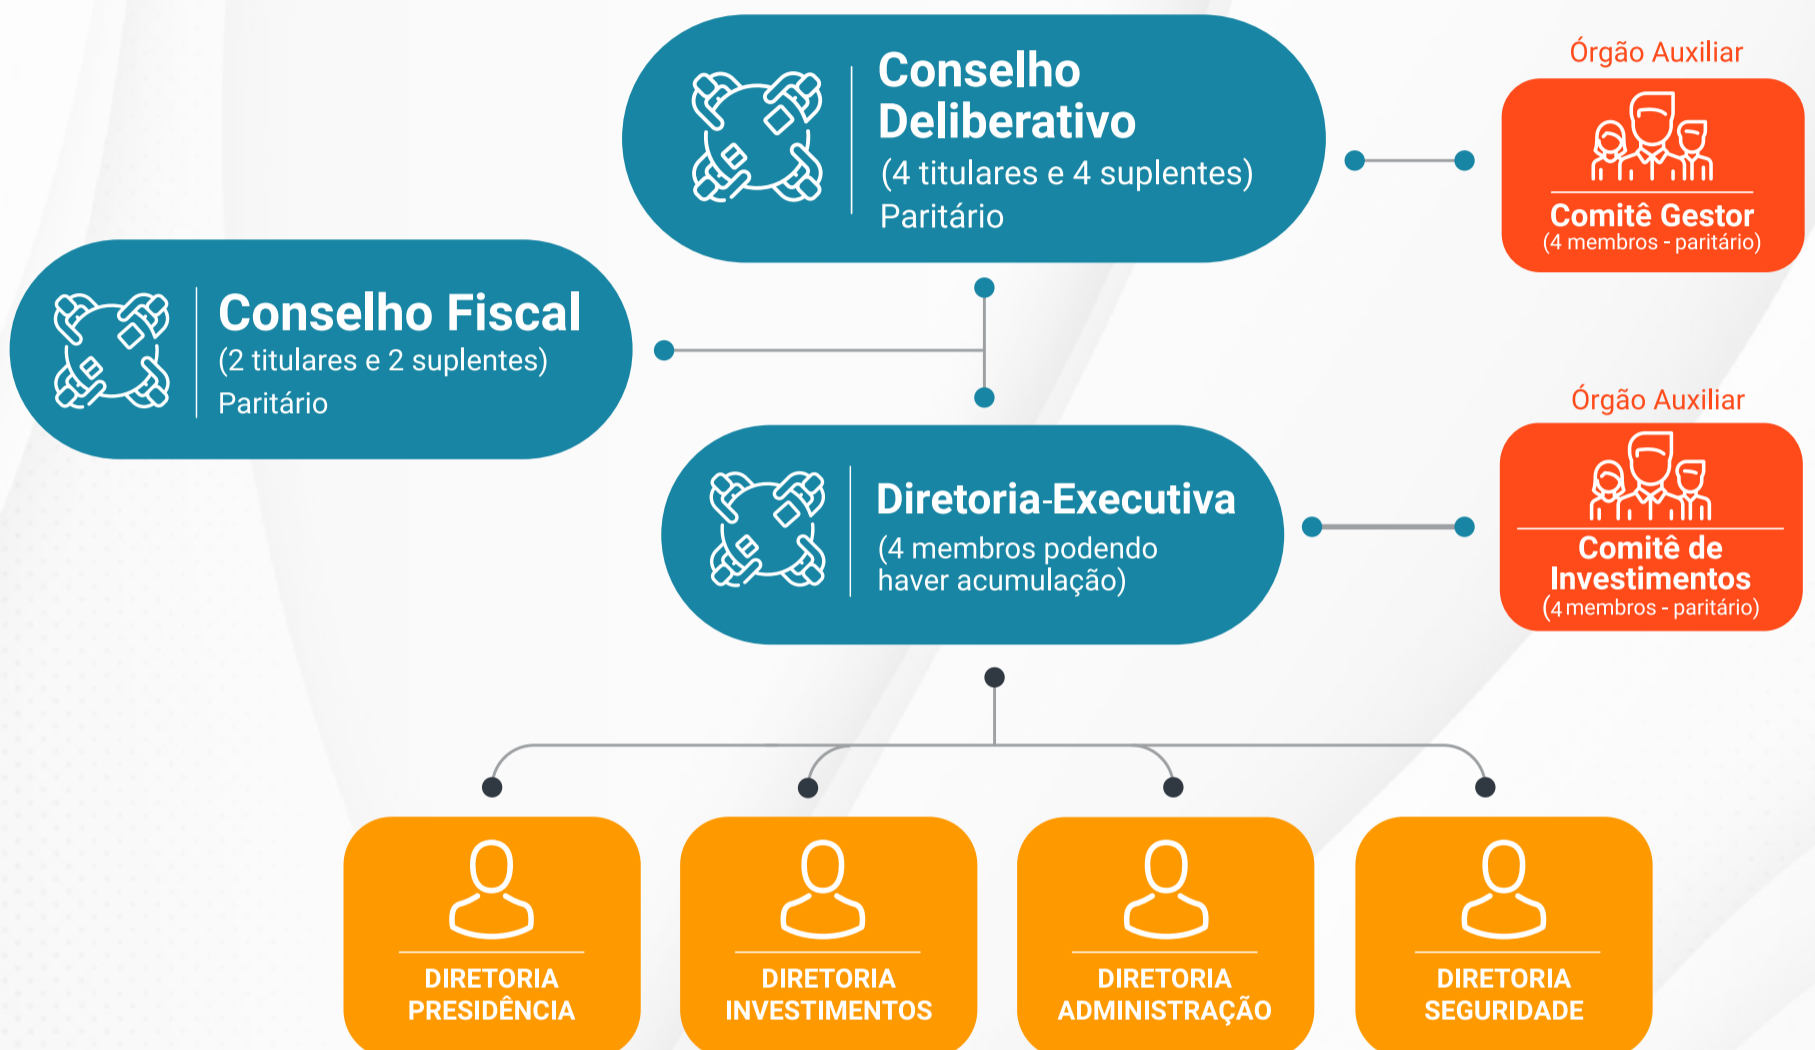 Conselho
Deliberativo
(4 titulares e 4 suplentes)
Paritário
Órgão Auxiliar
Comitê Gestor
(4 membros - paritário)
Conselho Fiscal
(2 titulares e 2 suplentes)
Paritário
Diretoria-Executiva
(4 membros podendo
haver acumulação)
Órgão Auxiliar
Comitê de
Investimentos
(4 membros - paritário)
DIRETORIA
PRESIDÊNCIA
DIRETORIA
INVESTIMENTOS
DIRETORIA
ADMINISTRAÇÃO
DIRETORIA
SEGURIDADE